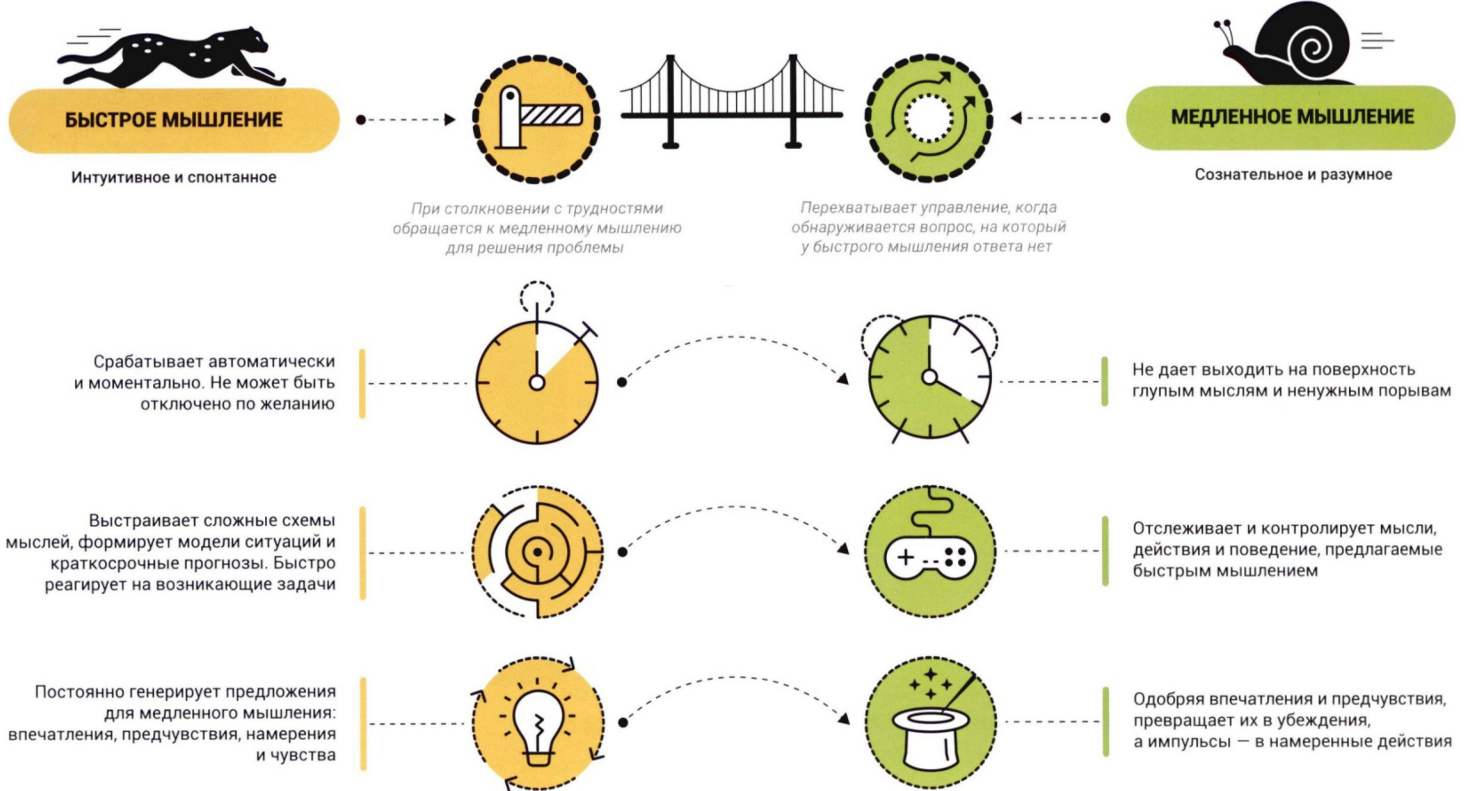 БЫСТРОЕ МЫШЛЕНИЕ
МЕДЛЕННОЕ МЫШЛЕНИЕ
Интуитивное и спонтанное
Сознательное и разумное
При столкновении с трудностями
обращается к медленному мышлению
для решения проблемы
Перехватывает управление, когда
обнаруживается вопрос, на который
у быстрого мышления ответа нет
Срабатывает автоматически
и моментально. Не может быть
отключено по желанию
Не дает выходить на поверхность
глупым мыслям и ненужным порывам
Выстраивает сложные схемы
мыслей, формирует модели ситуаций и
краткосрочные прогнозы. Быстро
реагирует на возникающие задачи
Отслеживает и контролирует мысли,
действия и поведение, предлагаемые
быстрым мышлением
Постоянно генерирует предложения
для медленного мышления:
впечатления, предчувствия, намерения
и чувства
Одобряя впечатления и предчувствия,
превращает их в убеждения,
а импульсы — в намеренные действия